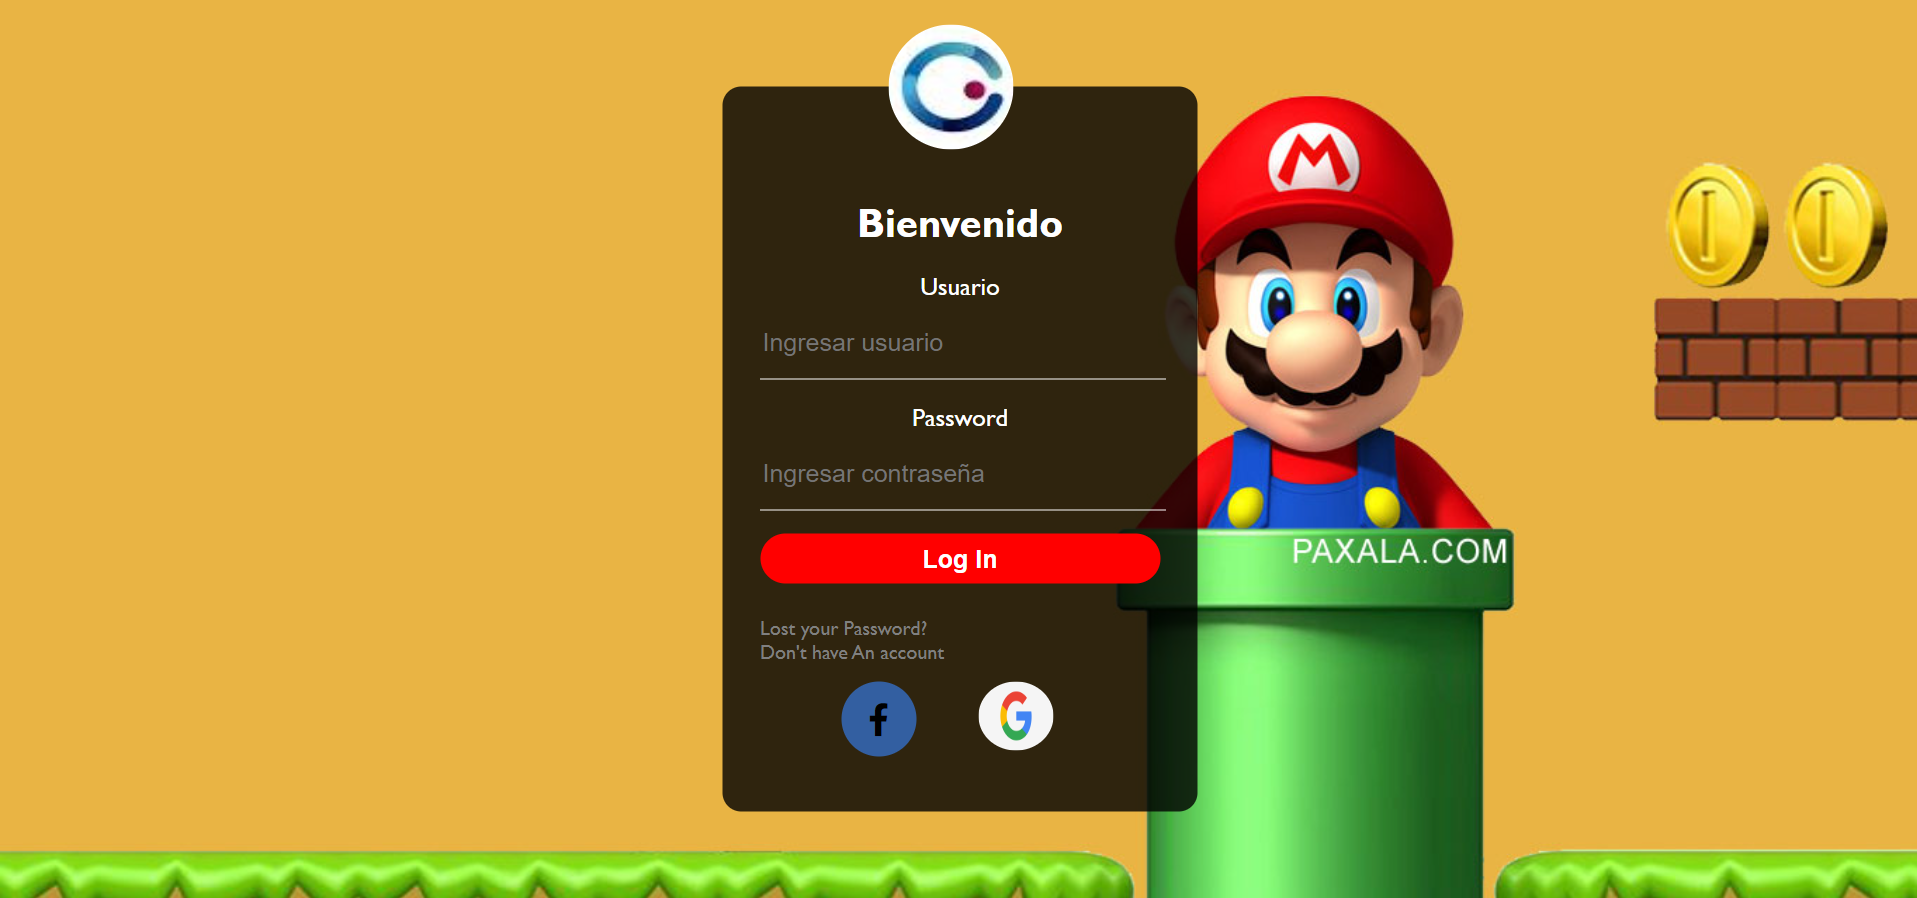 Bienvenido
Usuario
Ingresar usuario
Password
Ingresar contraseña
Log In
Lost your Password?
Don't have An account
M
PAXALA.COM